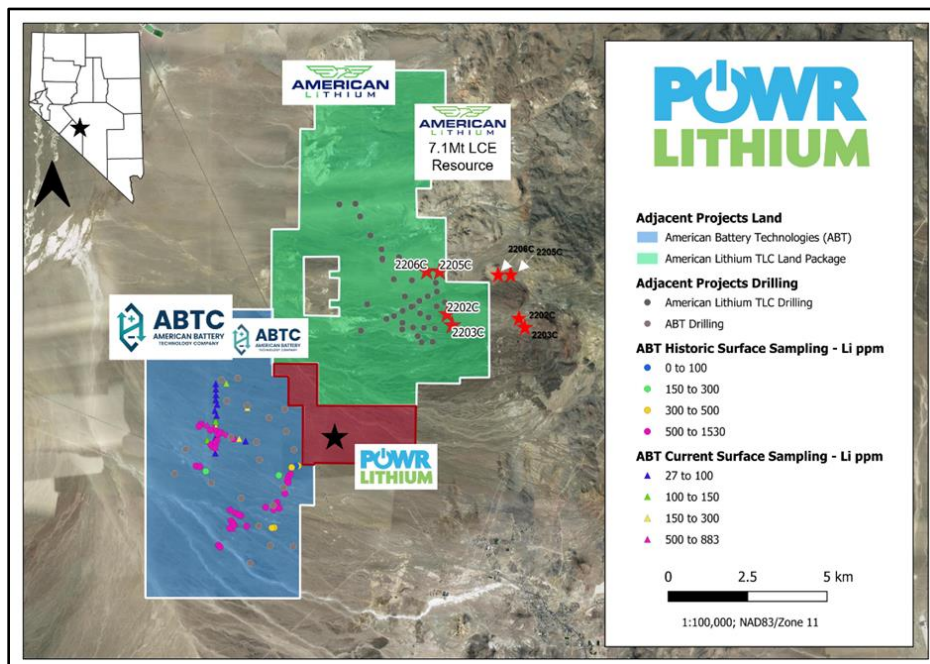 AMERICAN
LITHIUM
AMERICAN
LITHIUM
7.1Mt LCE
Resource
2206C 2205C
2206C 2205C
2202C
2203C
2202C
2203C
ABTC
AMERICAN BATTERY
TECHNOLOGY COMPANY
ABTC
AMERICAN BATTERY
TECHNOLOGY COMPANY
POWR
LITHIUM
POWR
LITHIUM
Adjacent Projects Land
American Battery Technologies (ABT)
American Lithium TLC Land Package
Adjacent Projects Drilling
American Lithium TLC Drilling
ABT Drilling
ABT Historic Surface Sampling - Li ppm
0 to 100
150 to 300
300 to 500
500 to 1530
ABT Current Surface Sampling - Li ppm
27 to 100
100 to 150
150 to 300
500 to 883
0 2.5 5 km
1:100,000; NAD83/Zone 11